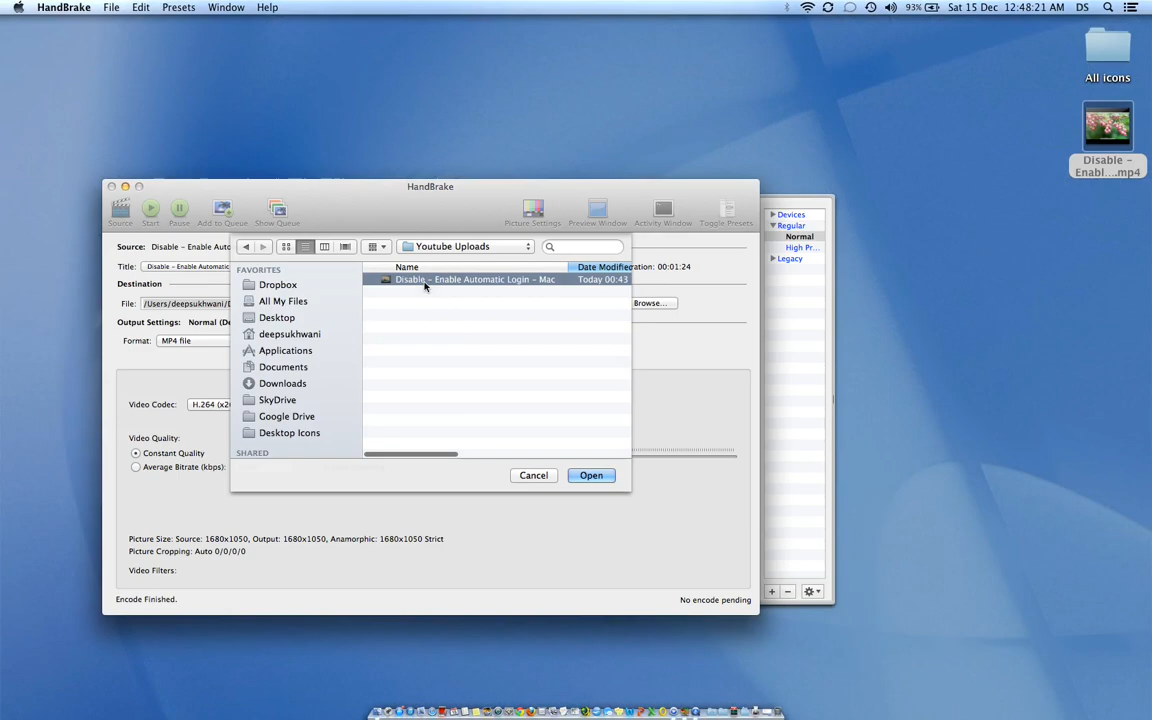 HandBrake File Edit Presets Window Help 93% Sat 15 Dec 12:48:21 AM DS
All icons
Disable –
Enabl....mp4
HandBrake
Source Start Pause Add to Queue Show Queue Picture Settings Preview Window Activity Window Toggle Presets
Source: Disable – Enable Auto
Youtube Uploads
Title: Disable – Enable Automatic
Name Date Modified ration: 00:01:24
Disable – Enable Automatic Login – Mac Today 00:43
Destination
File: /Users/deepsukhwani/D Browse...
Output Settings: Normal (De
Format: MP4 file
FAVORITES
Dropbox
All My Files
Desktop
deepsukhwani
Applications
Documents
Downloads
SkyDrive
Google Drive
Desktop Icons
SHARED
Cancel Open
Video Codec: H.264 (x2
Video Quality:
Constant Quality
Average Bitrate (kbps):
Picture Size: Source: 1680x1050, Output: 1680x1050, Anamorphic: 1680x1050 Strict
Picture Cropping: Auto 0/0/0/0
Video Filters:
Encode Finished. No encode pending
Devices
Regular
Normal
High Pr...
Legacy